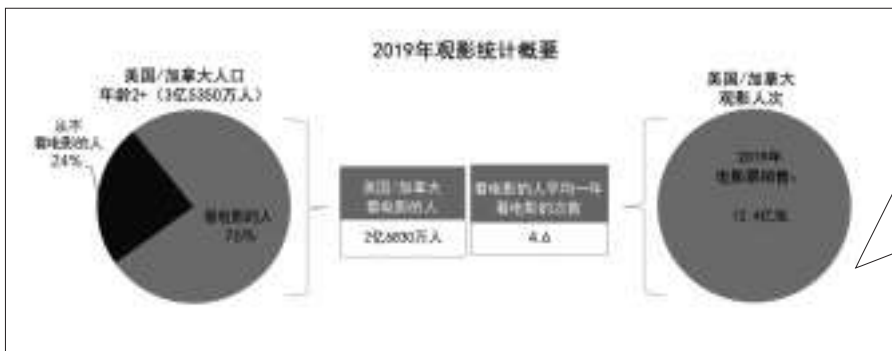 2019年观影统计概要
美国/加拿大人口
年龄2+（3亿5350万人）
从不
看电影的人
24%
看电影的人
76%
美国/加拿大
看电影的人
2亿6830万人
看电影的人平均一年
看电影的次数
4.6
美国/加拿大
观影人次
2019年
12.4亿张